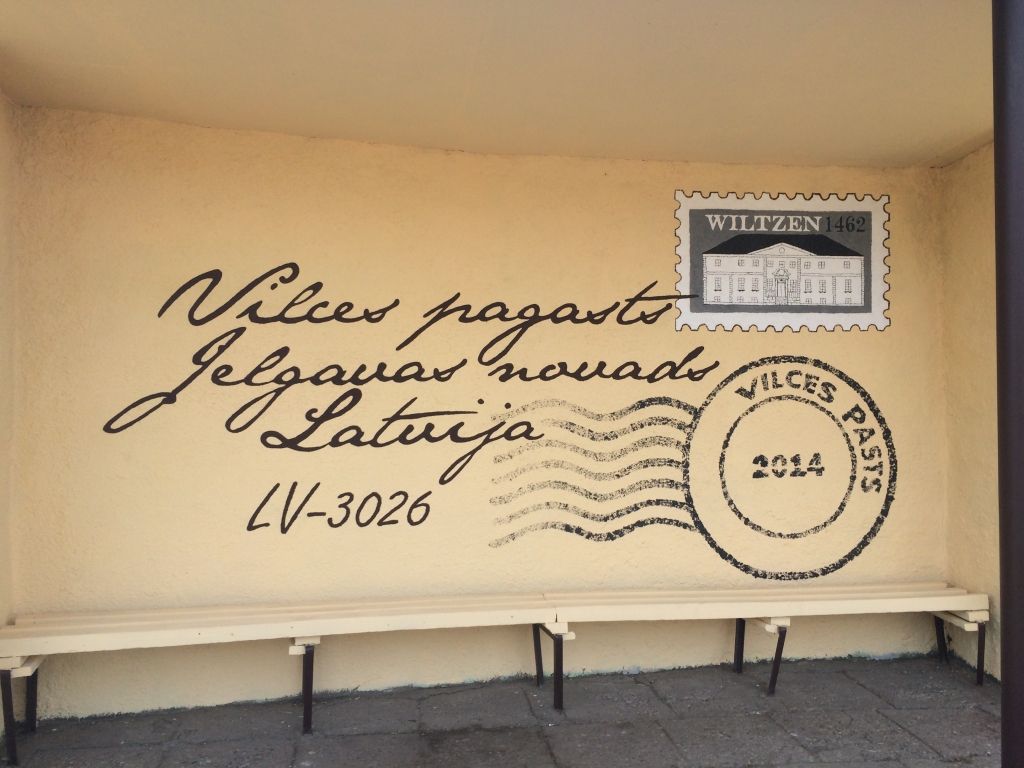 WILTZEN 1462
Vilces pagasts
Jelgavas novads
Latvija
LV-3026
VILCES PASTS
2014